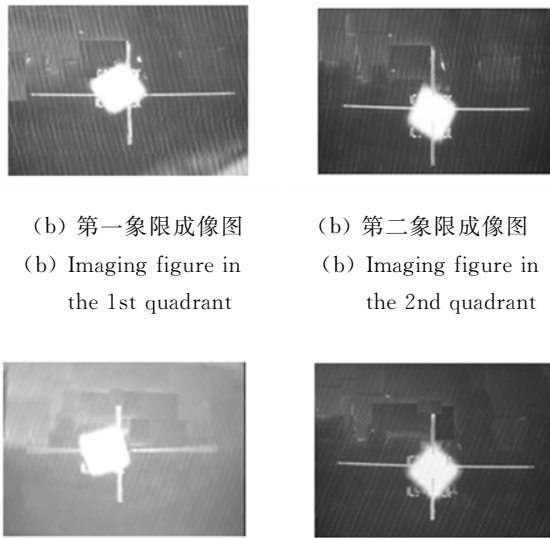 (b) 第一象限成像图
(b) Imaging figure in
the 1st quadrant
(b) 第二象限成像图
(b) Imaging figure in
the 2nd quadrant